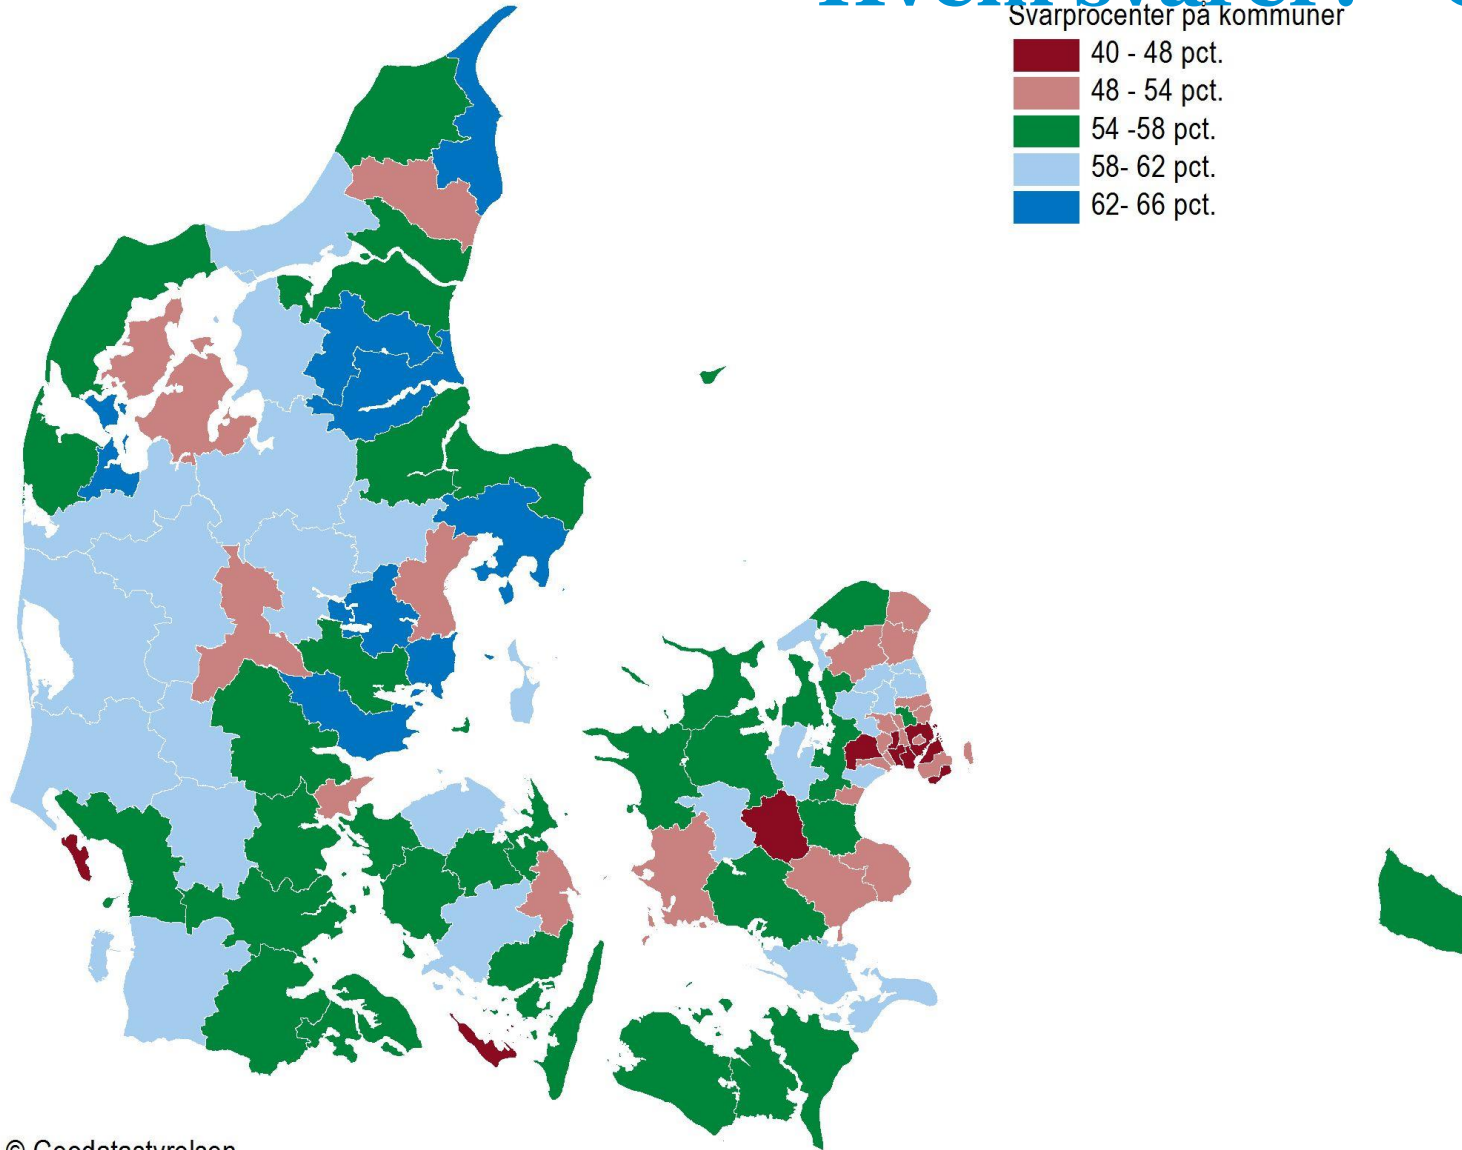 Svarprocenter på kommuner
40 - 48 pct.
48 - 54 pct.
54 -58 pct.
58- 62 pct.
62- 66 pct.